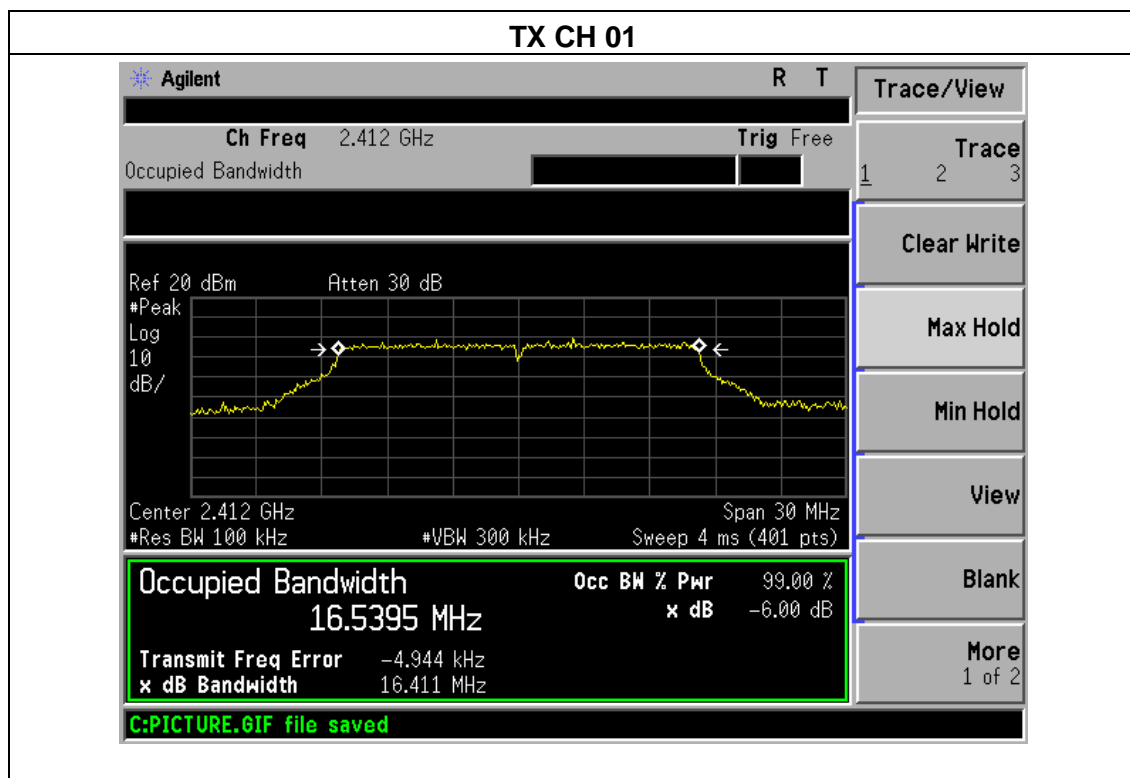 TX CH 01
Agilent R T
Ch Freq 2.412 GHz Trig Free
Occupied Bandwidth
Ref 20 dBm Atten 30 dB
#Peak
Log
10
dB/
Center 2.412 GHz Span 30 MHz
#Res BW 100 kHz #VBW 300 kHz Sweep 4 ms (401 pts)
Occupied Bandwidth Occ BW % Pwr 99.00 %
16.5395 MHz x dB -6.00 dB
Transmit Freq Error -4.944 kHz
x dB Bandwidth 16.411 MHz
C:PICTURE.GIF file saved
Trace/View
Trace
1 2 3
Clear Write
Max Hold
Min Hold
View
Blank
More
1 of 2